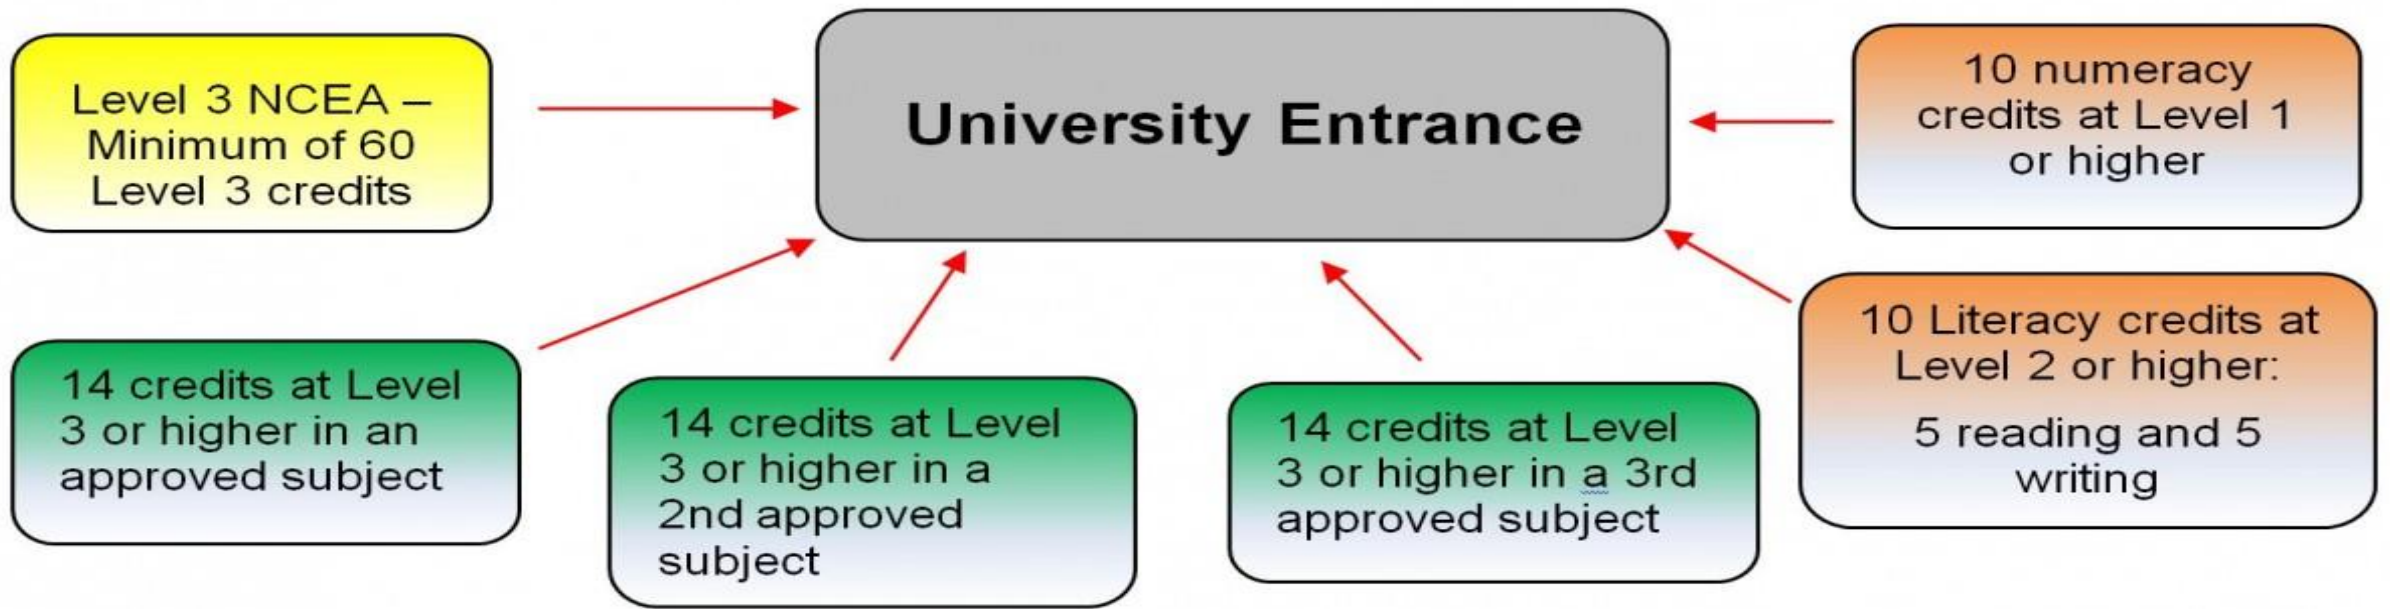 Level 3 NCEA –
Minimum of 60
Level 3 credits
University Entrance
10 numeracy
credits at Level 1
or higher
14 credits at Level
3 or higher in an
approved subject
14 credits at Level
3 or higher in a
2nd approved
subject
14 credits at Level
3 or higher in a 3rd
approved subject
10 Literacy credits at
Level 2 or higher:
5 reading and 5
writing